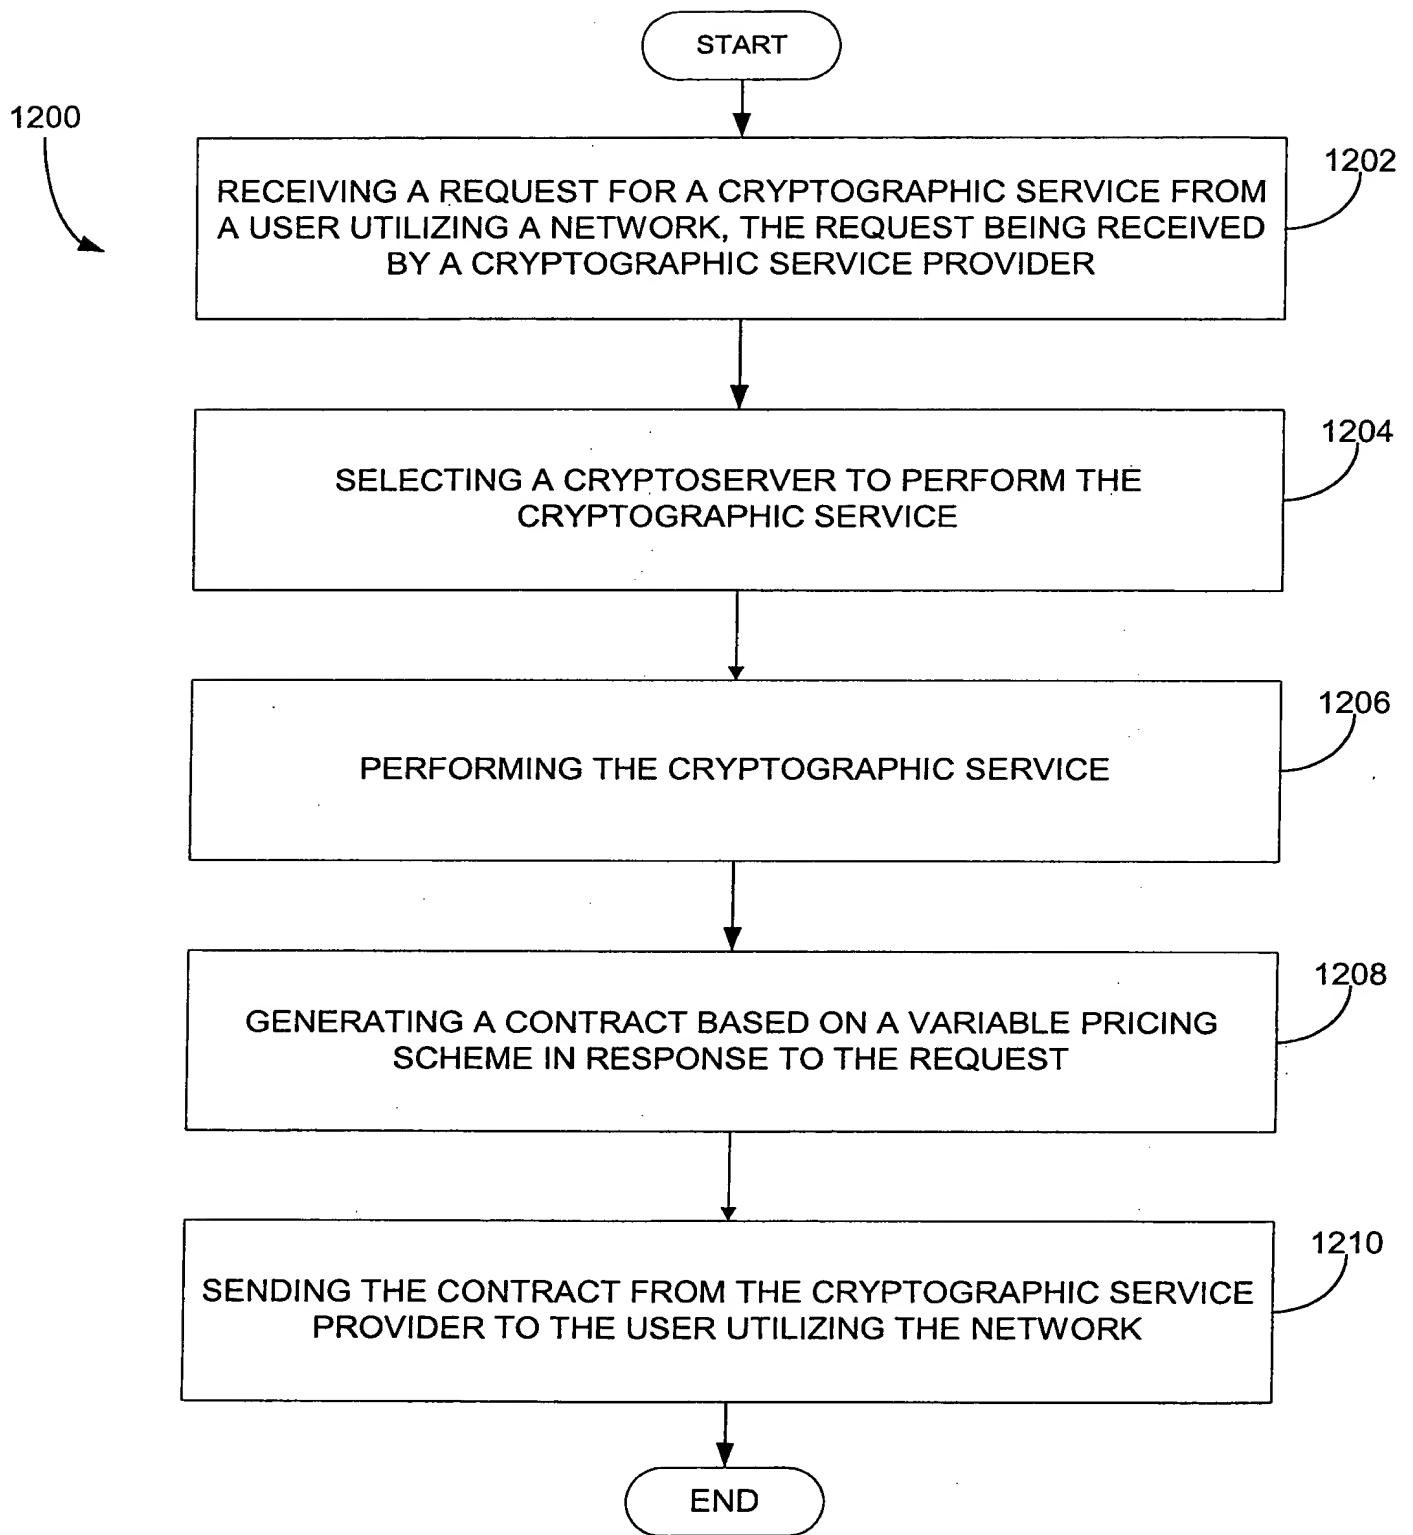 START
1200
1202
RECEIVING A REQUEST FOR A CRYPTOGRAPHIC SERVICE FROM
A USER UTILIZING A NETWORK, THE REQUEST BEING RECEIVED
BY A CRYPTOGRAPHIC SERVICE PROVIDER
1204
SELECTING A CRYPTOSERVER TO PERFORM THE
CRYPTOGRAPHIC SERVICE
1206
PERFORMING THE CRYPTOGRAPHIC SERVICE
1208
GENERATING A CONTRACT BASED ON A VARIABLE PRICING
SCHEME IN RESPONSE TO THE REQUEST
1210
SENDING THE CONTRACT FROM THE CRYPTOGRAPHIC SERVICE
PROVIDER TO THE USER UTILIZING THE NETWORK
END